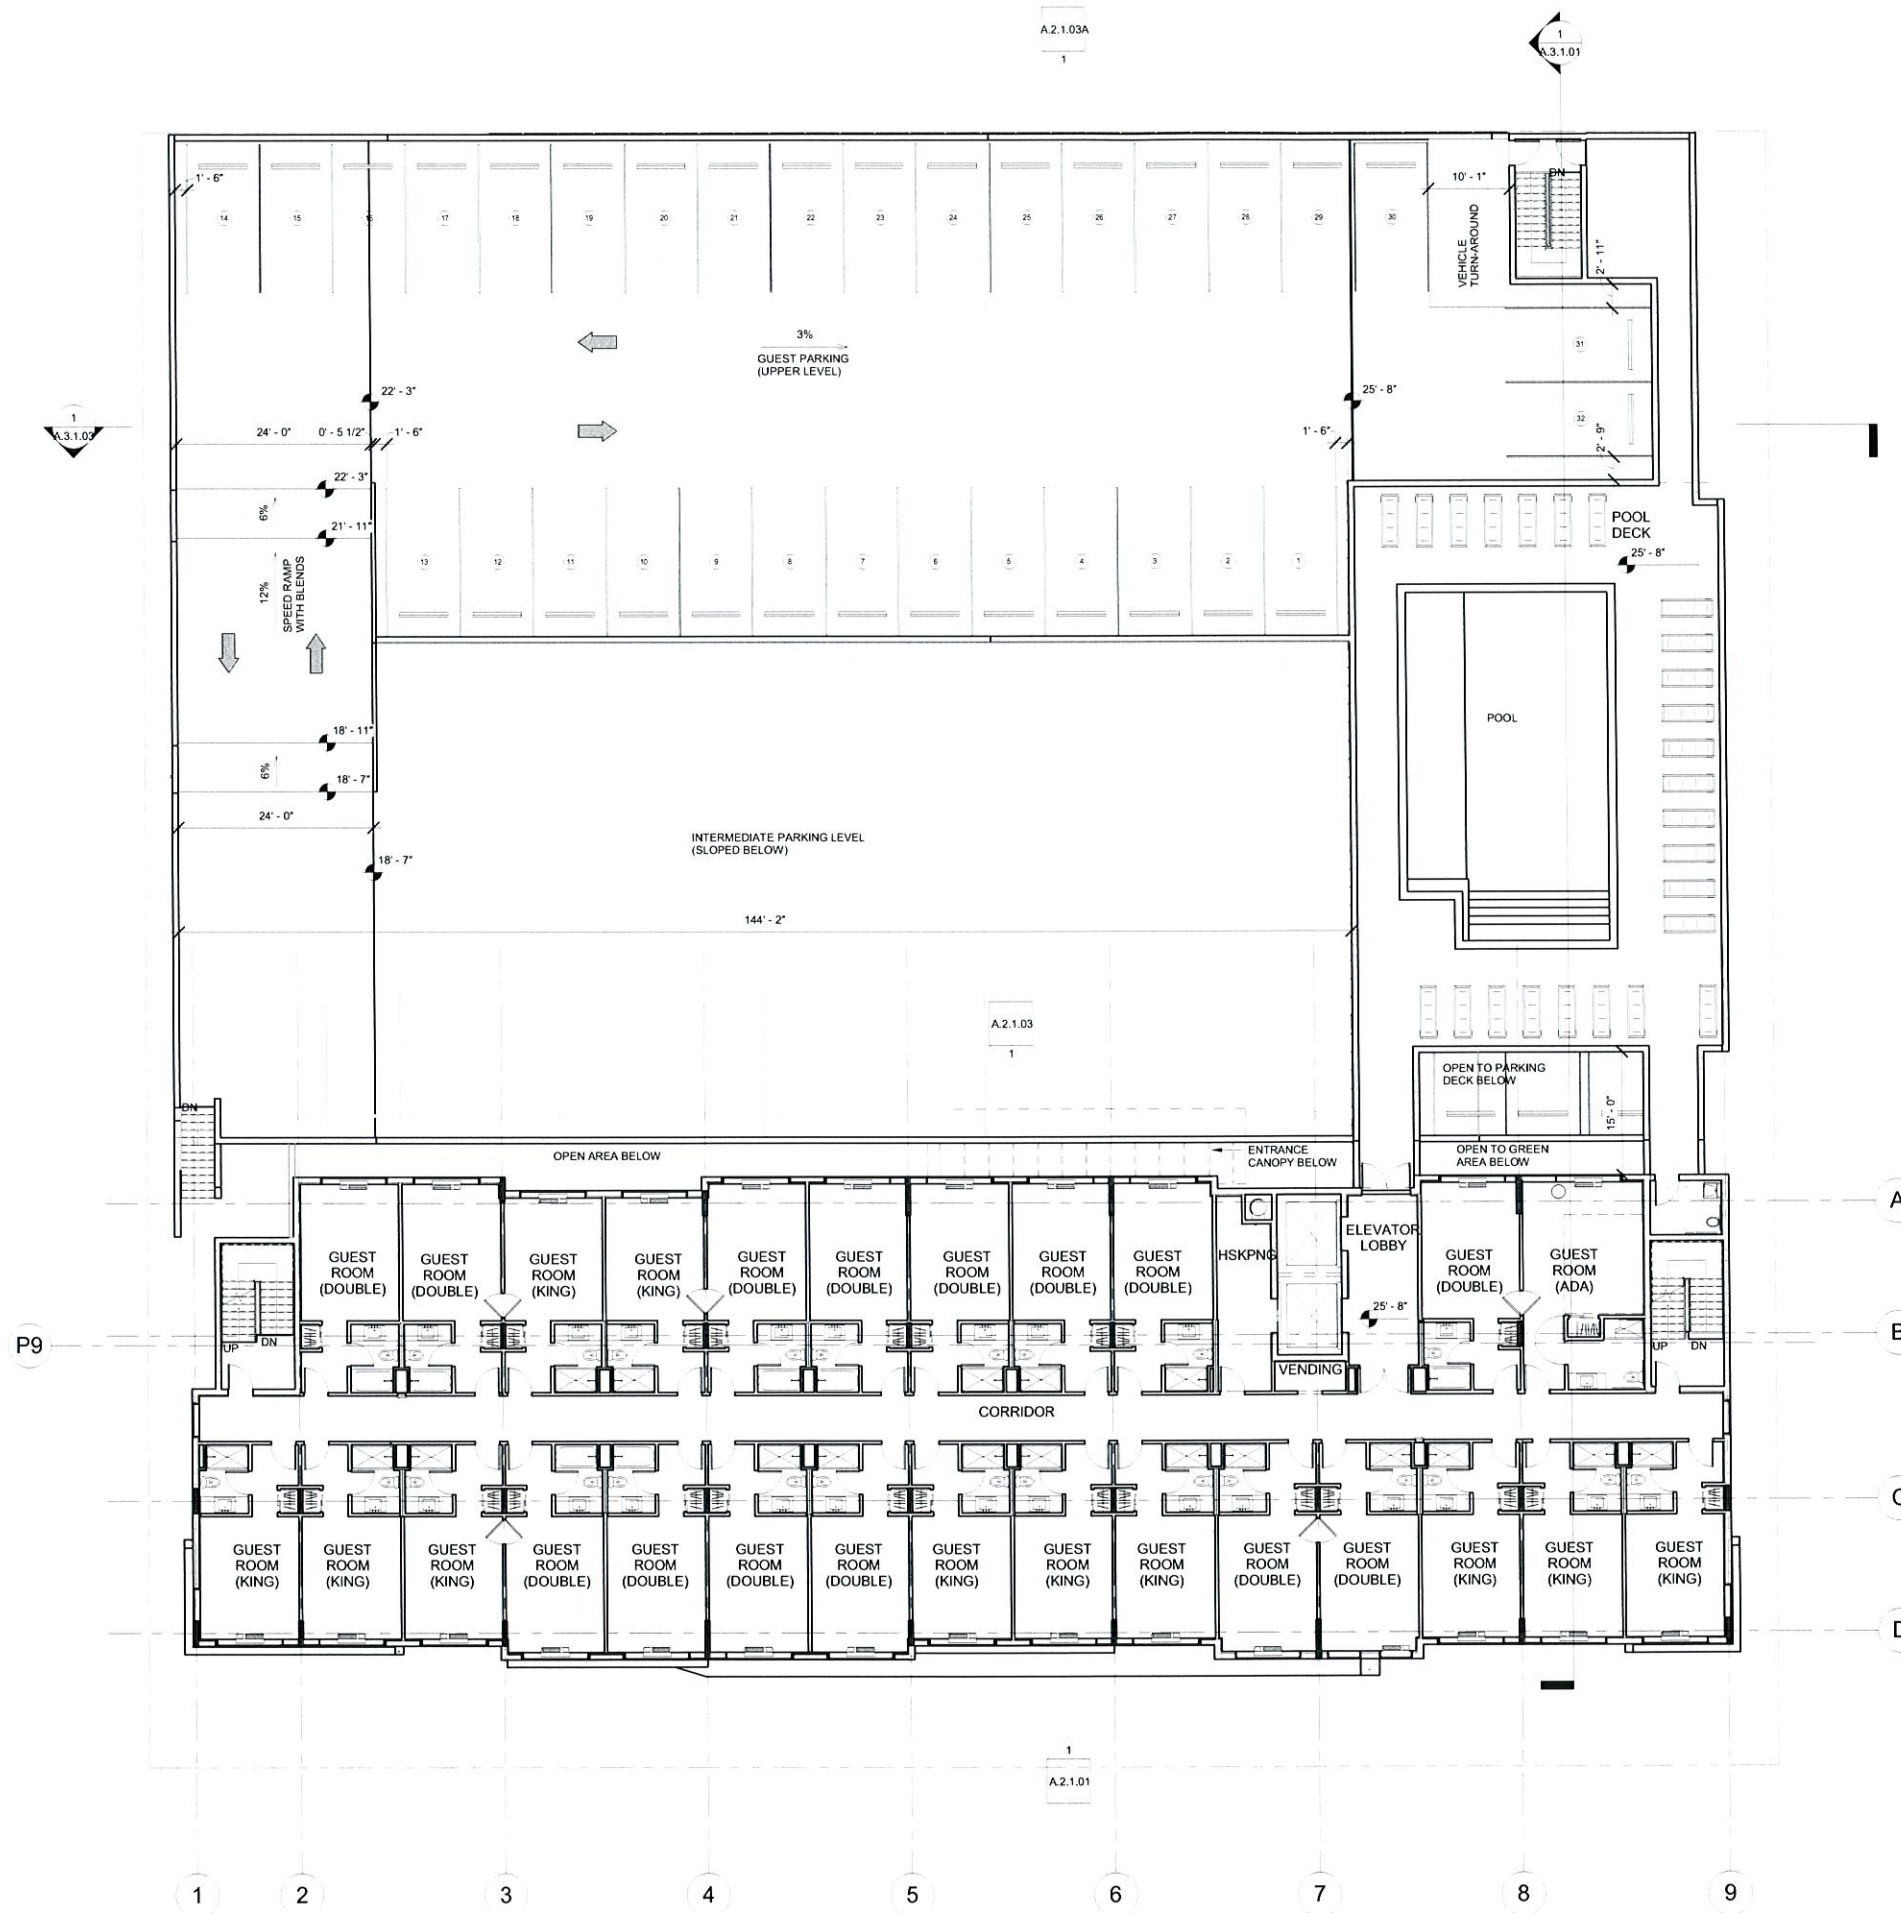 A.2.1.03A
1
1
A.3.1.01
1' - 6"
10' - 1"
DN
14
15
16
17
18
19
20
21
22
23
24
25
26
27
28
29
30
VEHICLE
TURN-AROUND
2' - 11"
3%
GUEST PARKING
(UPPER LEVEL)
31
22' - 3"
25' - 8"
1
A.3.1.03
24' - 0"
0' - 5 1/2"
1' - 6"
1' - 6"
32
2' - 9"
22' - 3"
6%
21' - 11"
POOL
DECK
25' - 8"
13
12
11
10
9
8
7
6
5
4
3
2
1
12%
SPEED RAMP
WITH BLENDS
POOL
18' - 11"
6%
18' - 7"
24' - 0"
INTERMEDIATE PARKING LEVEL
(SLOPED BELOW)
18' - 7"
144' - 2"
A.2.1.03
1
OPEN TO PARKING
DECK BELOW
15' - 0"
DN
OPEN AREA BELOW
ENTRANCE
CANOPY BELOW
OPEN TO GREEN
AREA BELOW
A
GUEST
ROOM
(DOUBLE)
GUEST
ROOM
(DOUBLE)
GUEST
ROOM
(KING)
GUEST
ROOM
(KING)
GUEST
ROOM
(DOUBLE)
GUEST
ROOM
(DOUBLE)
GUEST
ROOM
(DOUBLE)
GUEST
ROOM
(DOUBLE)
HSKPNG
ELEVATOR
LOBBY
GUEST
ROOM
(DOUBLE)
GUEST
ROOM
(ADA)
25' - 8"
P9
UP
DN
UP
DN
B
VENDING
CORRIDOR
C
GUEST
ROOM
(KING)
GUEST
ROOM
(KING)
GUEST
ROOM
(KING)
GUEST
ROOM
(DOUBLE)
GUEST
ROOM
(DOUBLE)
GUEST
ROOM
(DOUBLE)
GUEST
ROOM
(DOUBLE)
GUEST
ROOM
(KING)
GUEST
ROOM
(KING)
GUEST
ROOM
(KING)
GUEST
ROOM
(DOUBLE)
GUEST
ROOM
(DOUBLE)
GUEST
ROOM
(KING)
GUEST
ROOM
(KING)
GUEST
ROOM
(KING)
D
1
A.2.1.01
1
2
3
4
5
6
7
8
9